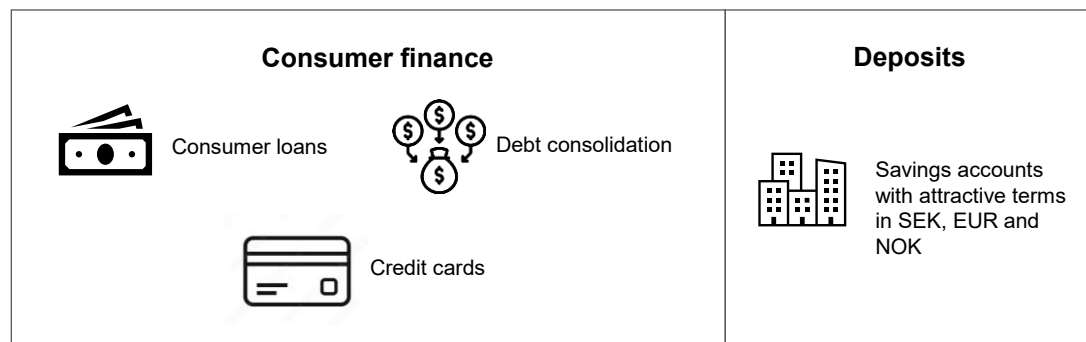 Consumer finance
Consumer loans
$ $ $
$
Debt consolidation
Credit cards
Deposits
Savings accounts
with attractive terms
in SEK, EUR and
NOK